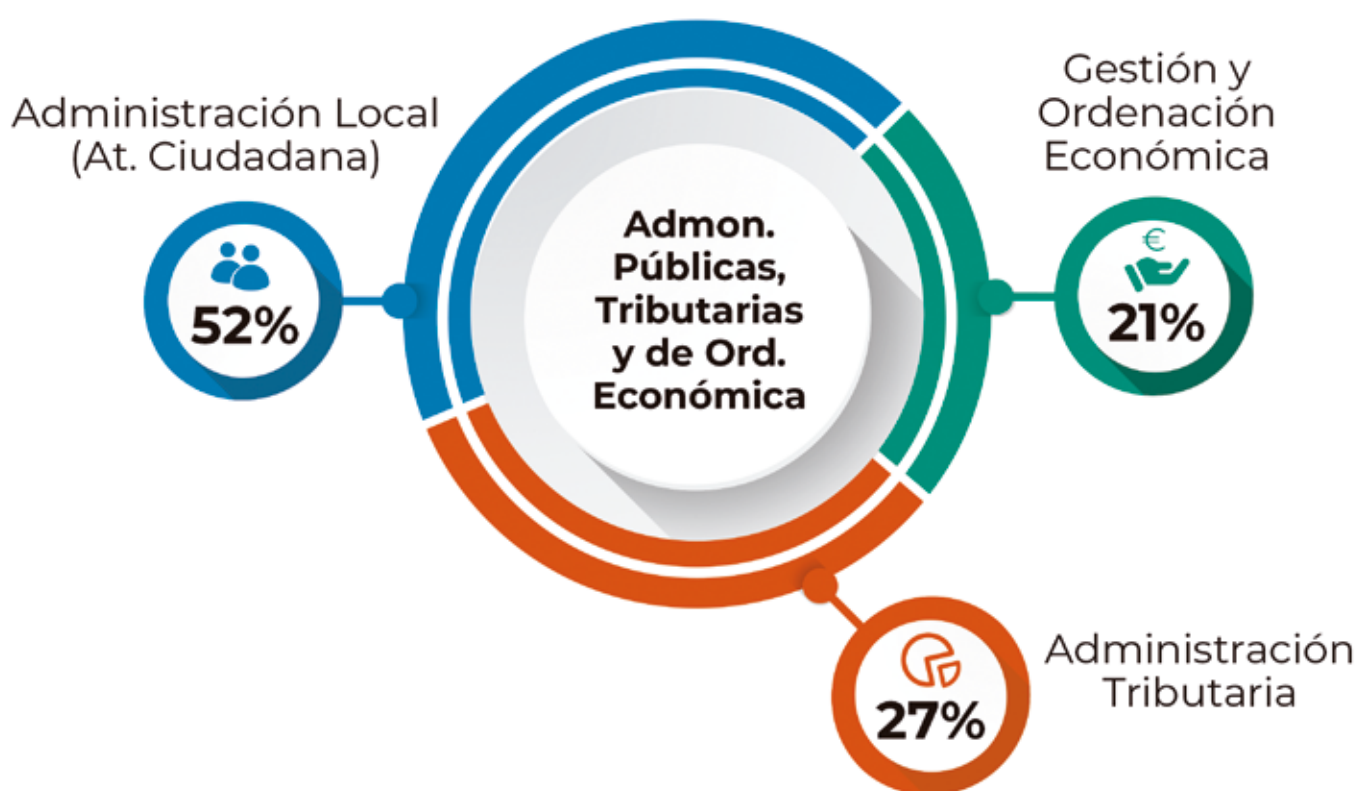 Administración Local
(At. Ciudadana)
52%
Gestión y
Ordenación
Económica
€
21%
Admon.
Públicas,
Tributarias
y de Ord.
Económica
Administración
Tributaria
27%